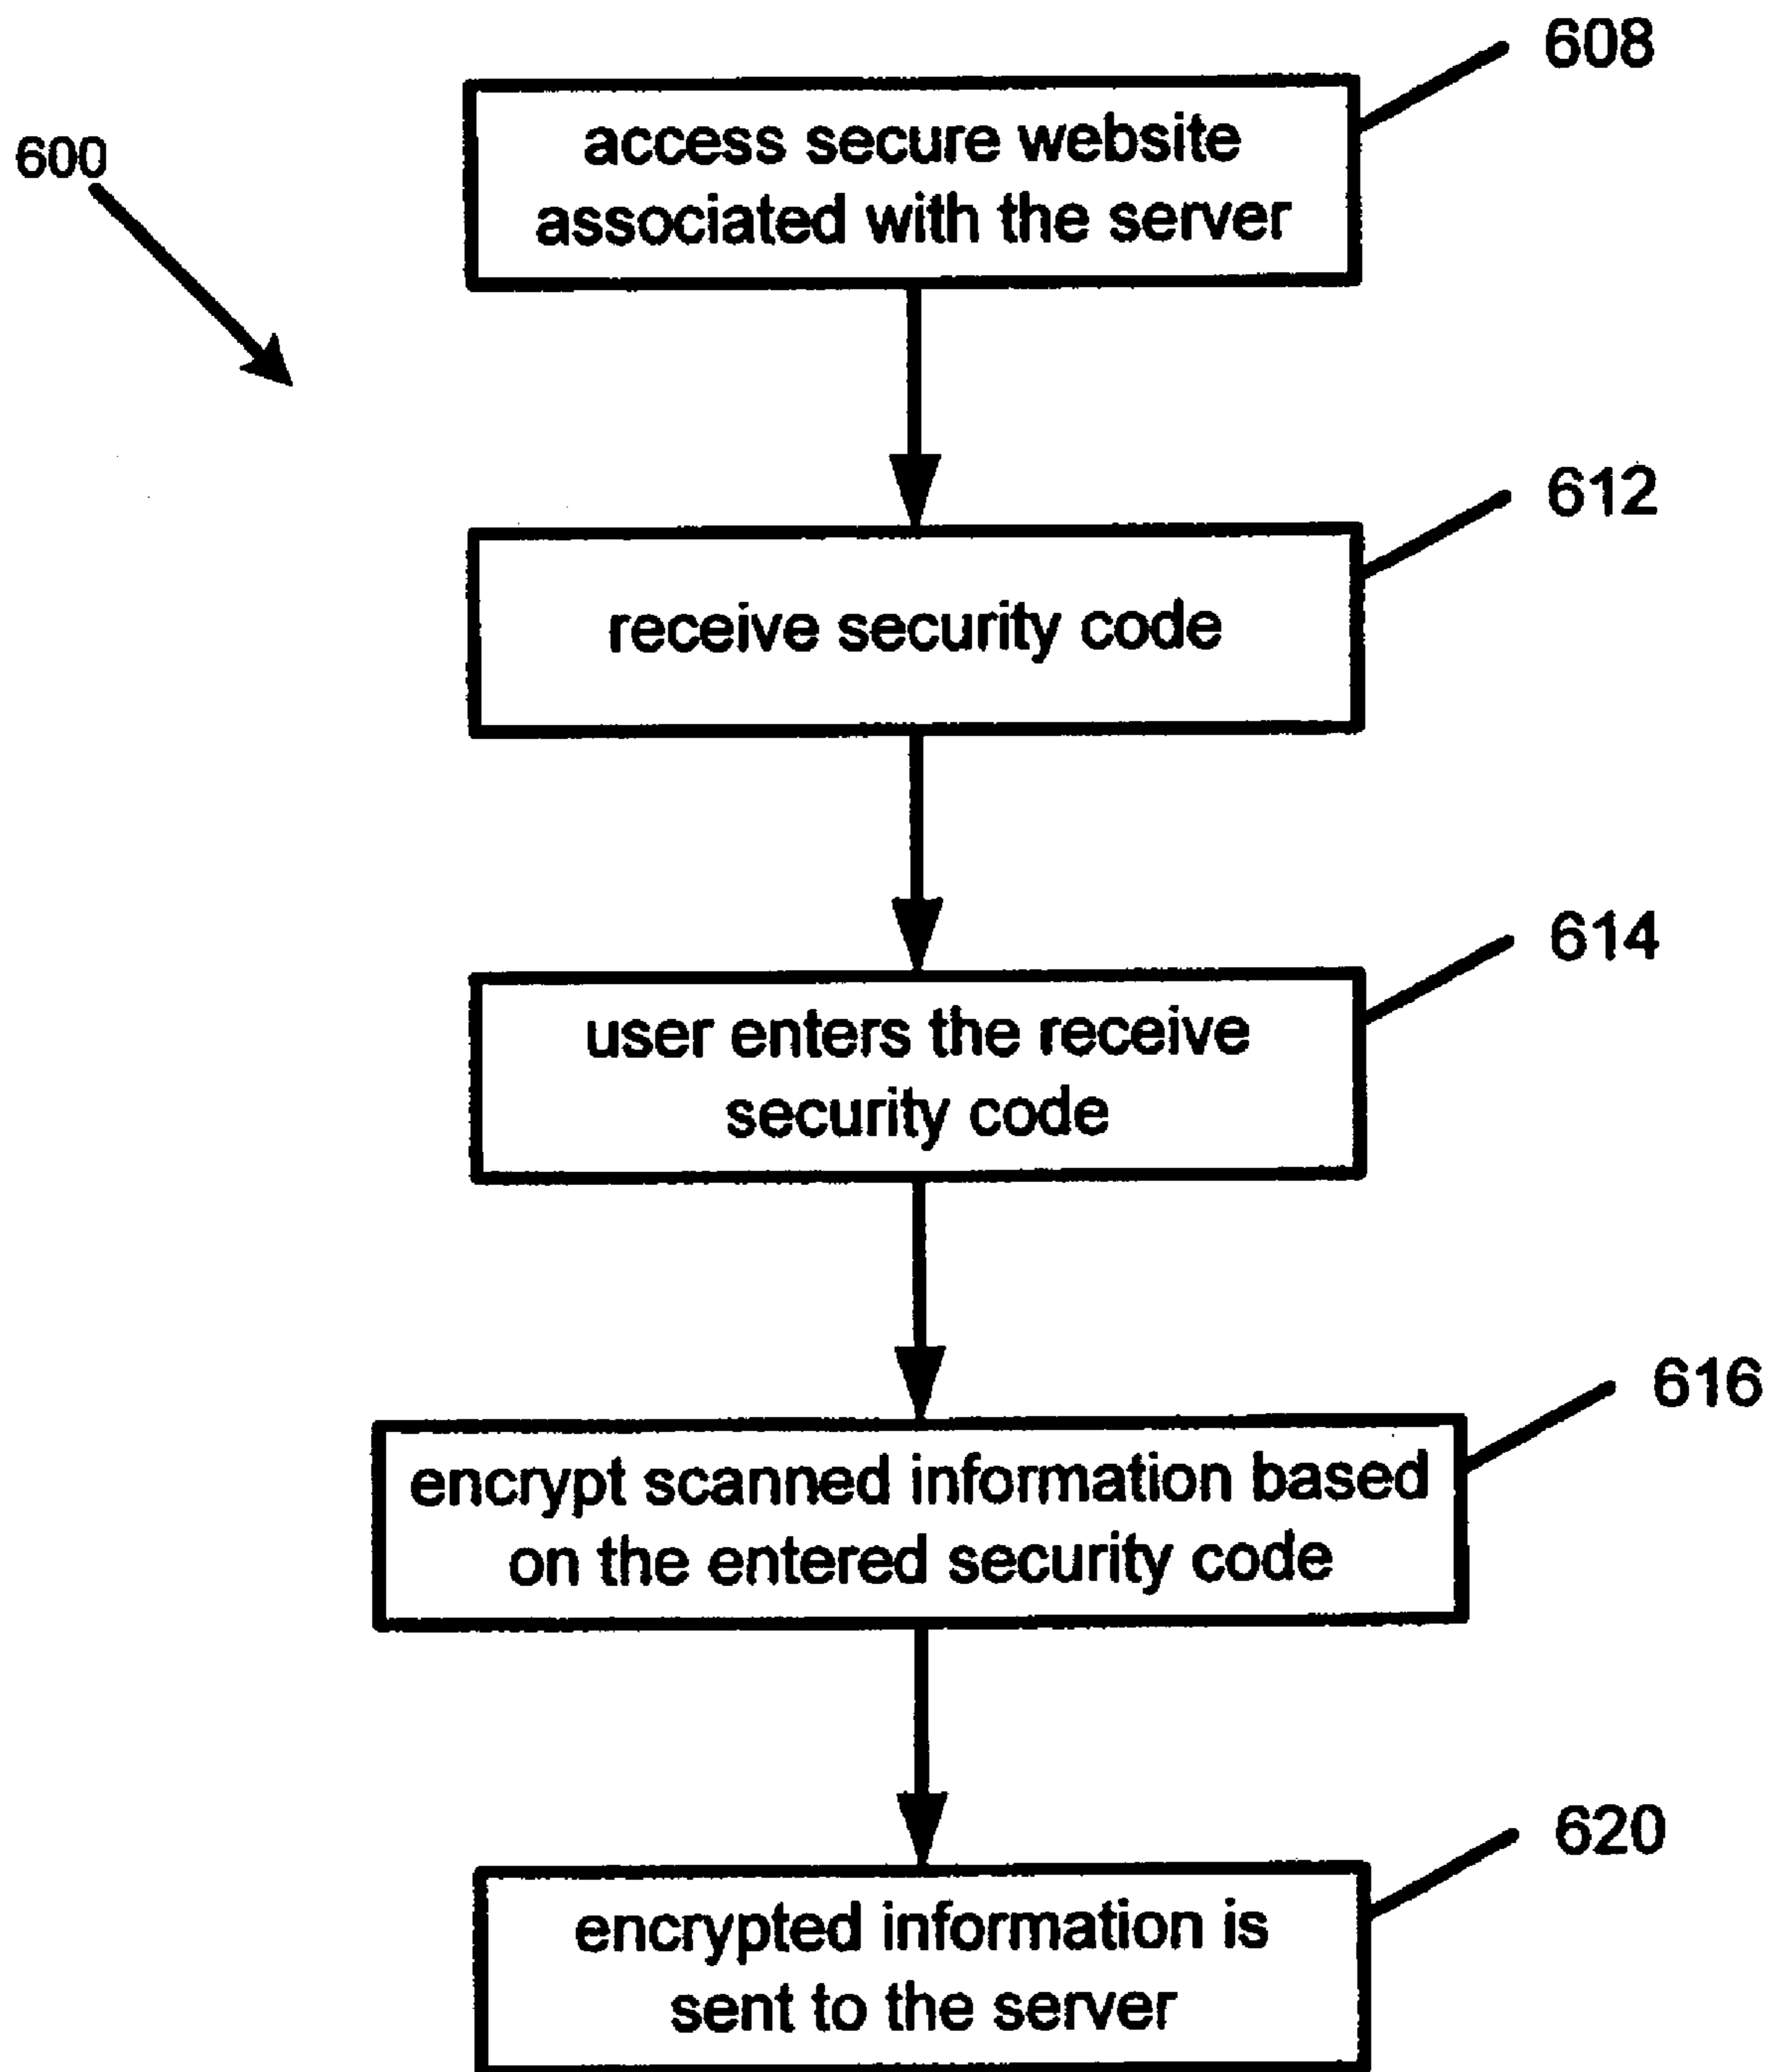 608
600
access secure website
associated with the server
612
receive security code
614
user enters the receive
security code
616
encrypt scanned information based
on the entered security code
620
encrypted information is
sent to the server